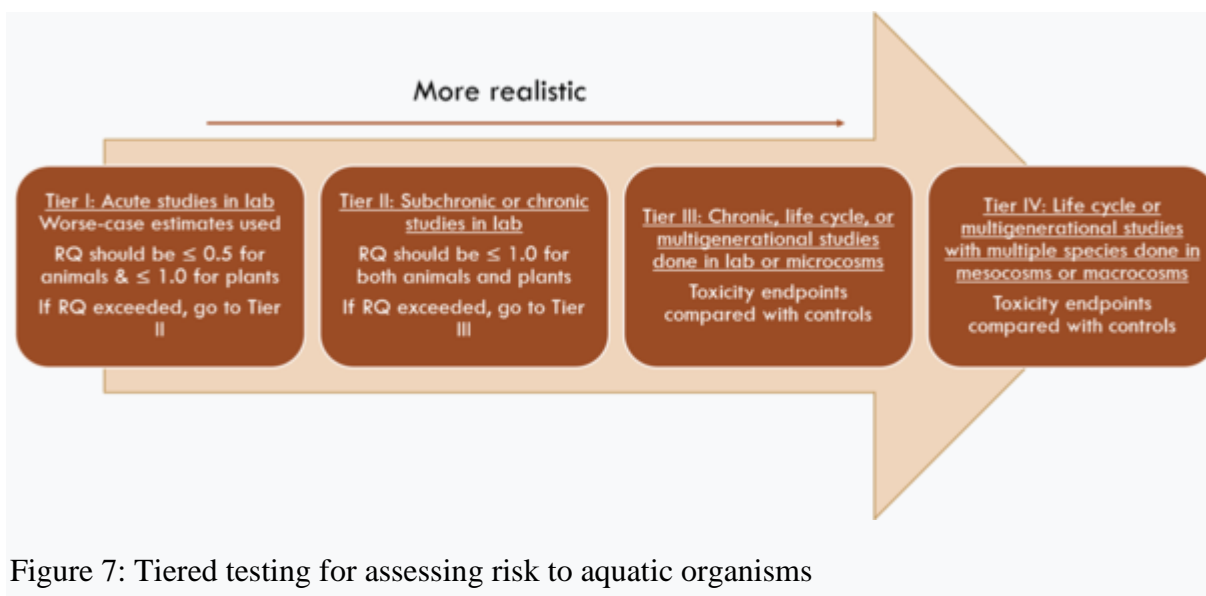 More realistic
Tier I: Acute studies in lab
Worse-case estimates used
RQ should be ≤ 0.5 for
animals & ≤ 1.0 for plants
If RQ exceeded, go to Tier
II
Tier II: Subchronic or chronic
studies in lab
RQ should be ≤ 1.0 for
both animals and plants
If RQ exceeded, go to Tier
III
Tier III: Chronic, life cycle, or
multigenerational studies
done in lab or microcosms
Toxicity endpoints
compared with controls
Tier IV: Life cycle or
multigenerational studies
with multiple species done in
mesocosms or macrocosms
Toxicity endpoints
compared with controls
Figure 7: Tiered testing for assessing risk to aquatic organisms